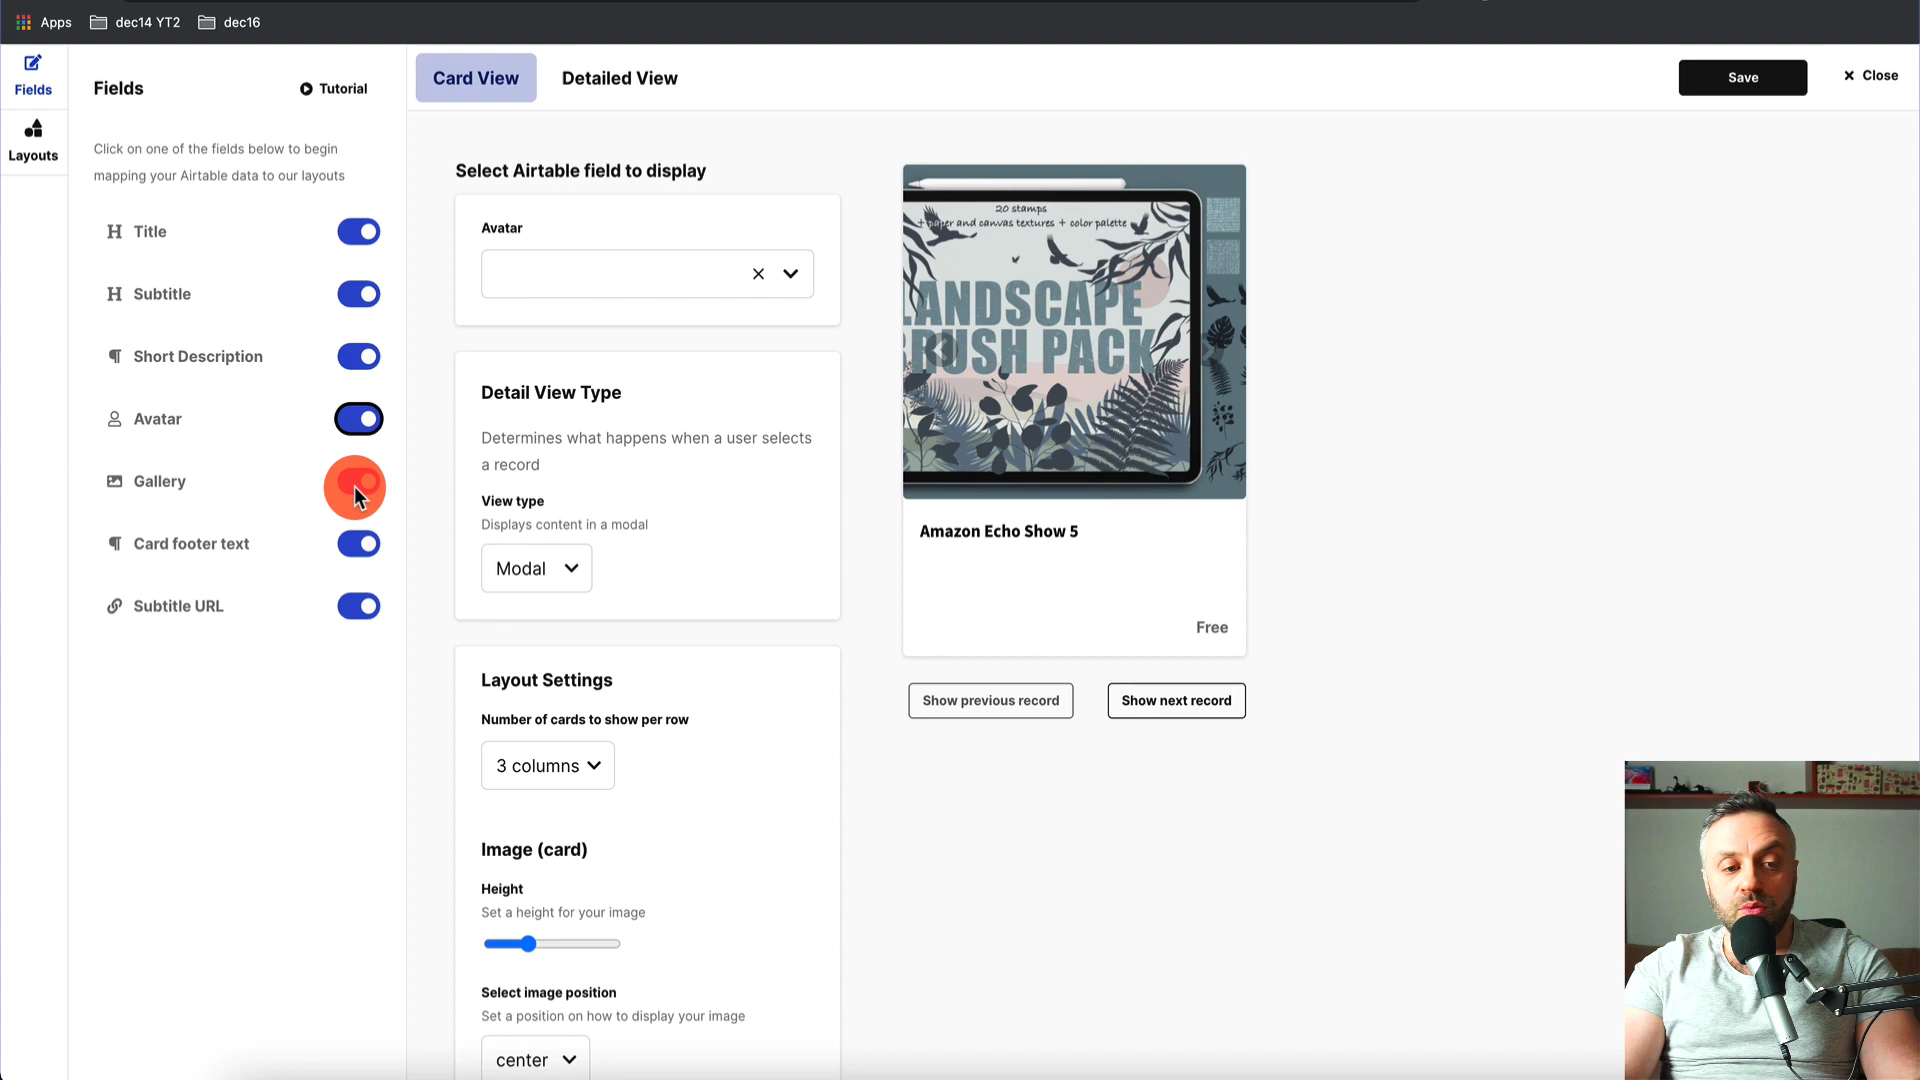 Apps
dec14 YT2
dec16
Fields
Layouts
Fields
Tutorial
Click on one of the fields below to begin
mapping your Airtable data to our layouts
Title
Subtitle
Short Description
Avatar
Gallery
Card footer text
Subtitle URL
Card View
Detailed View
Save
Close
Select Airtable field to display
Avatar
Detail View Type
Determines what happens when a user selects
a record
View type
Displays content in a modal
Modal
Layout Settings
Number of cards to show per row
3 columns
Image (card)
Height
Set a height for your image
Select image position
Set a position on how to display your image
center
20 stamps
+ paper and canvas textures + color palette
LANDSCAPE
BRUSH PACK
Amazon Echo Show 5
Free
Show previous record
Show next record